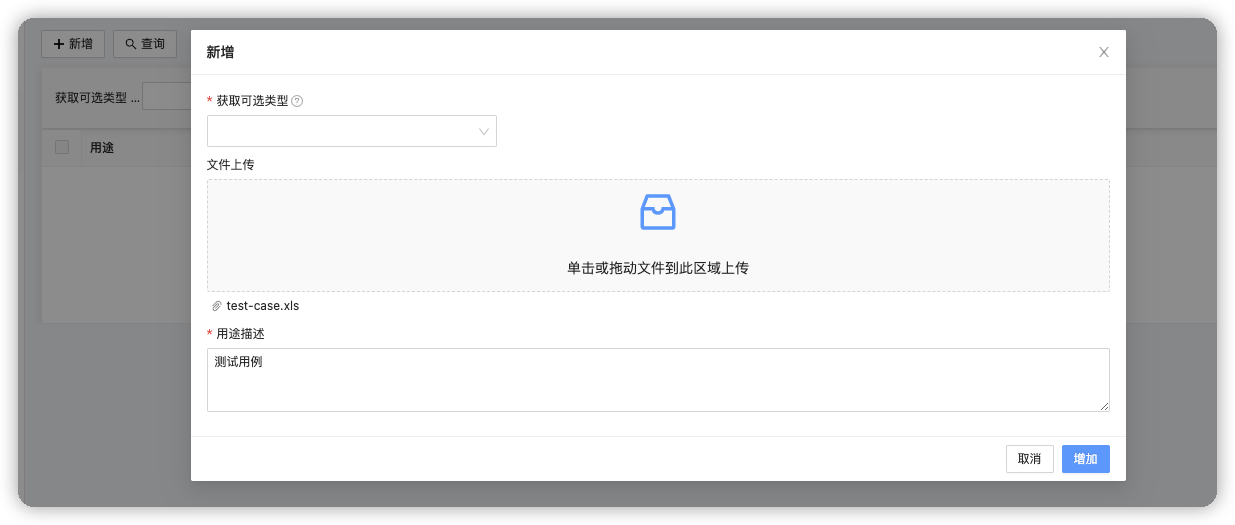 新增
查询
新增
获取可选类型 ...
* 获取可选类型
用途
文件上传
单击或拖动文件到此区域上传
test-case.xls
* 用途描述
测试用例
取消
增加